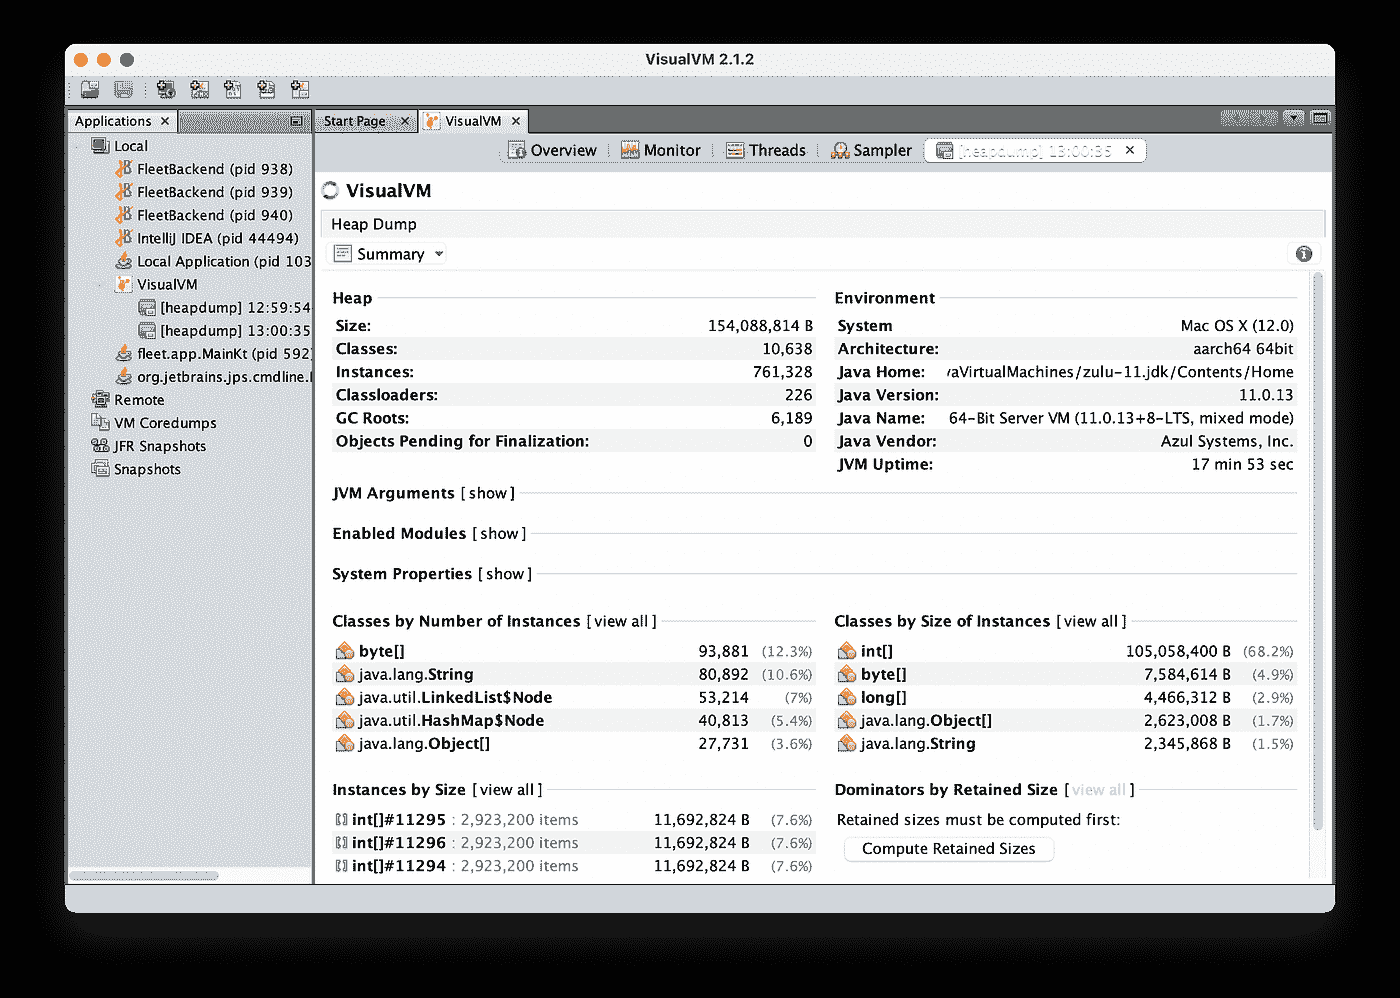 VisualVM 2.1.2
Applications
Start Page
VisualVM
Local
FleetBackend (pid 938)
FleetBackend (pid 939)
FleetBackend (pid 940)
IntelliJ IDEA (pid 44494)
Local Application (pid 103
VisualVM
[heapdump] 12:59:54
[heapdump] 13:00:35
fleet.app.MainKt (pid 592)
org.jetbrains.jps.cmdline.
Remote
VM Coredumps
JFR Snapshots
Snapshots
Overview
Monitor
Threads
Sampler
[heapdump] 13:00:35
VisualVM
Heap Dump
Summary
Heap
Size: 154,088,814 B
Classes: 10,638
Instances: 761,328
Classloaders: 226
GC Roots: 6,189
Objects Pending for Finalization: 0
Environment
System Mac OS X (12.0)
Architecture: aarch64 64bit
Java Home: vaVirtualMachines/zulu-11.jdk/Contents/Home
Java Version: 11.0.13
Java Name: 64-Bit Server VM (11.0.13+8-LTS, mixed mode)
Java Vendor: Azul Systems, Inc.
JVM Uptime: 17 min 53 sec
JVM Arguments [show]
Enabled Modules [show]
System Properties [show]
Classes by Number of Instances [view all]
byte[] 93,881 (12.3%)
java.lang.String 80,892 (10.6%)
java.util.LinkedList$Node 53,214 (7%)
java.util.HashMap$Node 40,813 (5.4%)
java.lang.Object[] 27,731 (3.6%)
Classes by Size of Instances [view all]
int[] 105,058,400 B (68.2%)
byte[] 7,584,614 B (4.9%)
long[] 4,466,312 B (2.9%)
java.lang.Object[] 2,623,008 B (1.7%)
java.lang.String 2,345,868 B (1.5%)
Instances by Size [view all]
int[]#11295 : 2,923,200 items 11,692,824 B (7.6%)
int[]#11296 : 2,923,200 items 11,692,824 B (7.6%)
int[]#11294 : 2,923,200 items 11,692,824 B (7.6%)
Dominators by Retained Size [view all]
Retained sizes must be computed first:
Compute Retained Sizes